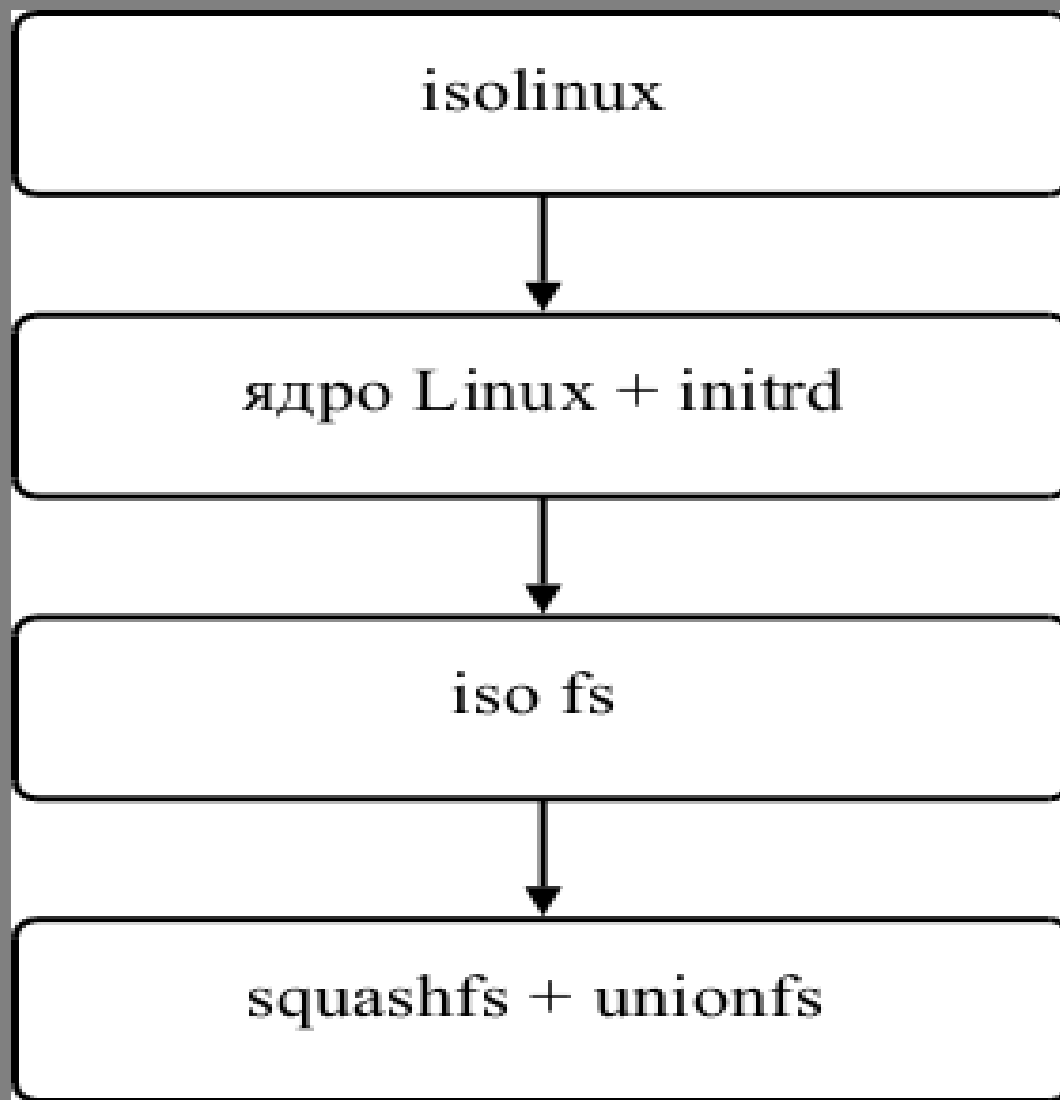 isolinux
ядро Linux + initrd
iso fs
squashfs + unionfs